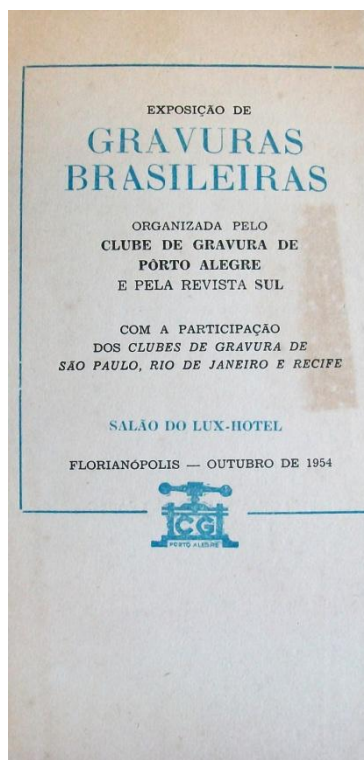 EXPOSIÇÃO DE
GRAVURAS
BRASILEIRAS
ORGANIZADA PELO
CLUBE DE GRAVURA DE
PÔRTO ALEGRE
E PELA REVISTA SUL
COM A PARTICIPAÇÃO
DOS CLUBES DE GRAVURA DE
SÃO PAULO, RIO DE JANEIRO E RECIFE
SALÃO DO LUX-HOTEL
FLORIANÓPOLIS — OUTUBRO DE 1954
CG
PORTO ALEGRE